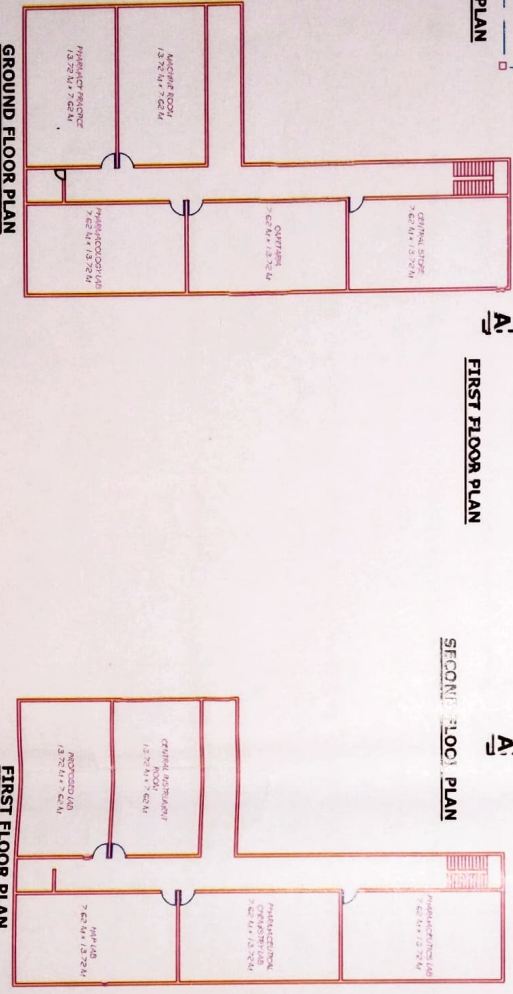 PLAN
GROUND FLOOR PLAN
PHARMACY PRACTICE
13.72 M x 7.62 M
MACHINE ROOM
13.72 M x 7.62 M
PHARMACOLOGY LAB
7.62 M x 13.72 M
CAFETARIA
7.62 M x 13.72 M
CENTRAL STORE
7.62 M x 13.72 M
A'
FIRST FLOOR PLAN
SECOND FLOOR PLAN
A'
FIRST FLOOR PLAN
PROPOSED LAB
13.72 M x 7.62 M
CENTRAL INSTRUMENT
ROOM
13.72 M x 7.62 M
HAP LAB
7.62 M x 13.72 M
PHARMACEUTICAL
CHEMISTRY LAB
7.62 M x 13.72 M
PHARMACEUTICS LAB
7.62 M x 13.72 M